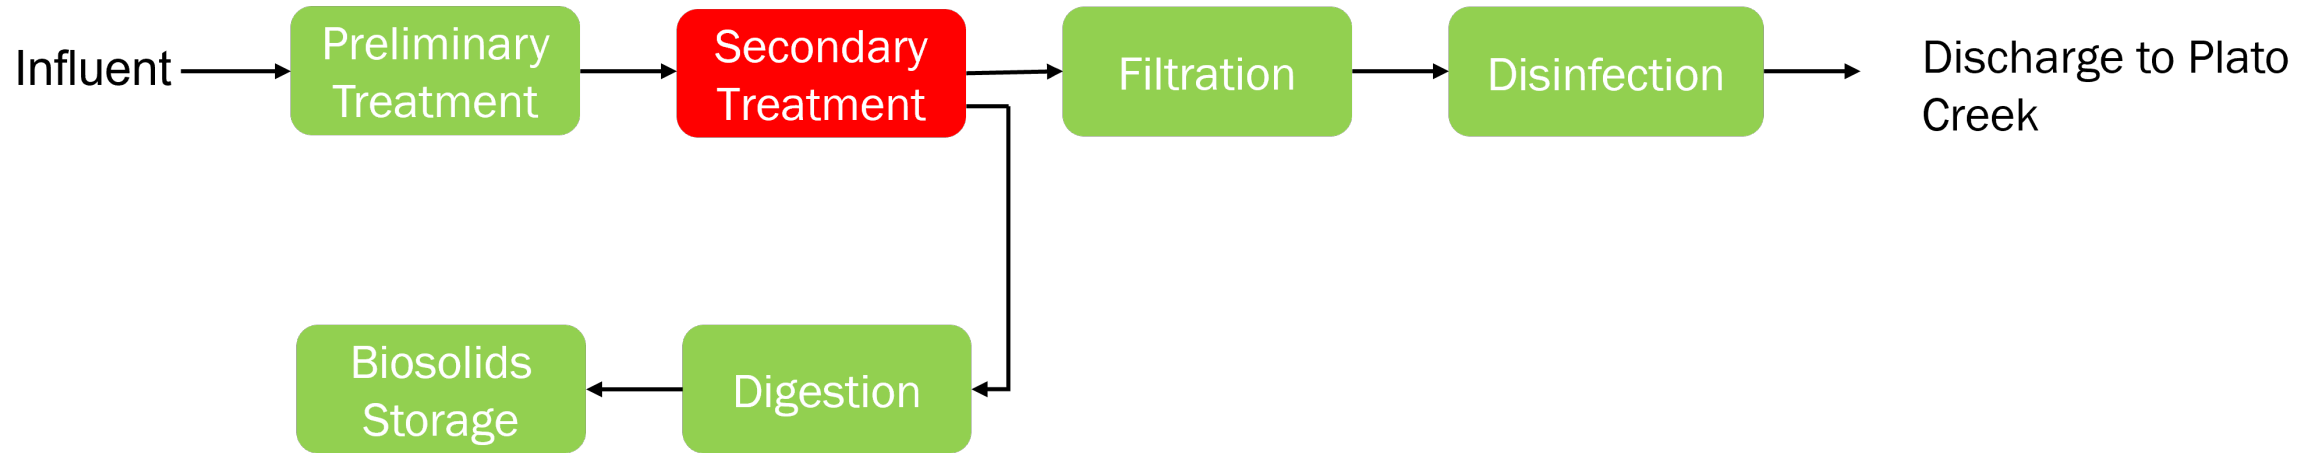 Influent
Preliminary
Treatment
Secondary
Treatment
Filtration
Disinfection
Discharge to Plato
Creek
Biosolids
Storage
Digestion